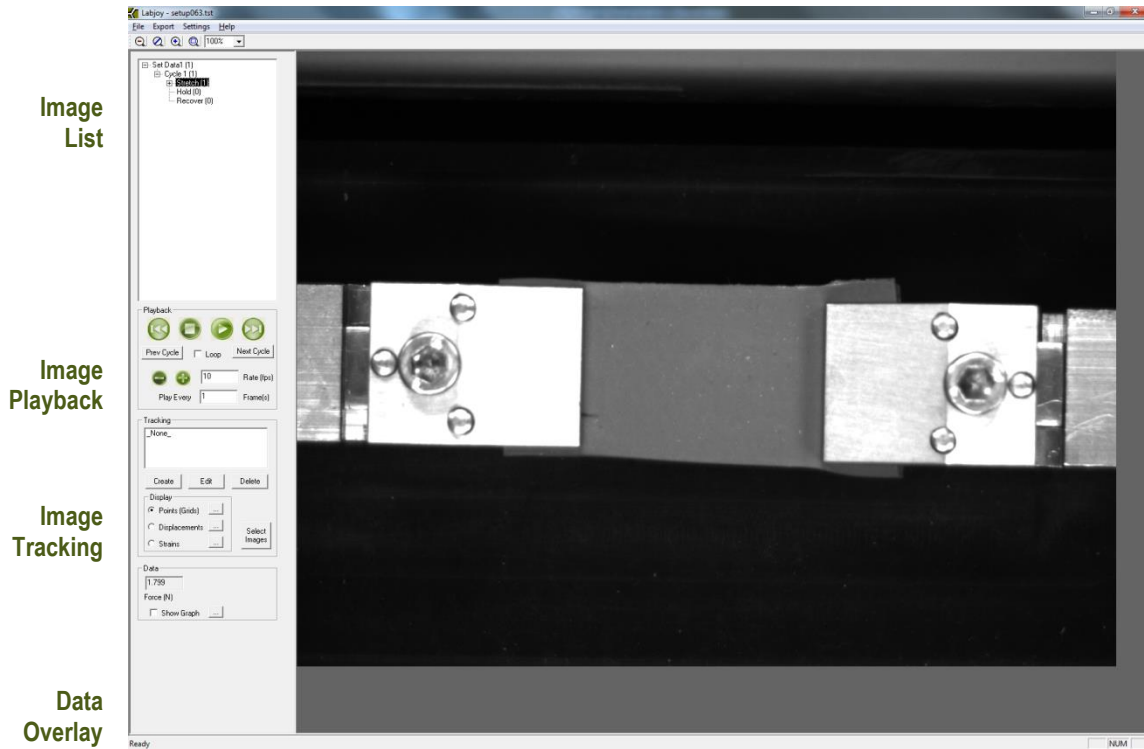 Labjoy - setup063.tst
File Export Settings Help
100%
Set Data1 (1)
Cycle 1 (1)
Stretch (1)
Hold (0)
Recover (0)
Image
List
Playback
Prev Cycle Loop Next Cycle
10 Rate (fps)
Play Every 1 Frame(s)
Image
Playback
Tracking
_None_
Create Edit Delete
Display
Points (Grids) ...
Displacements ...
Strains ...
Select
Images
Image
Tracking
Data
1.799
Force (N)
Show Graph ...
Data
Overlay
Ready NUM